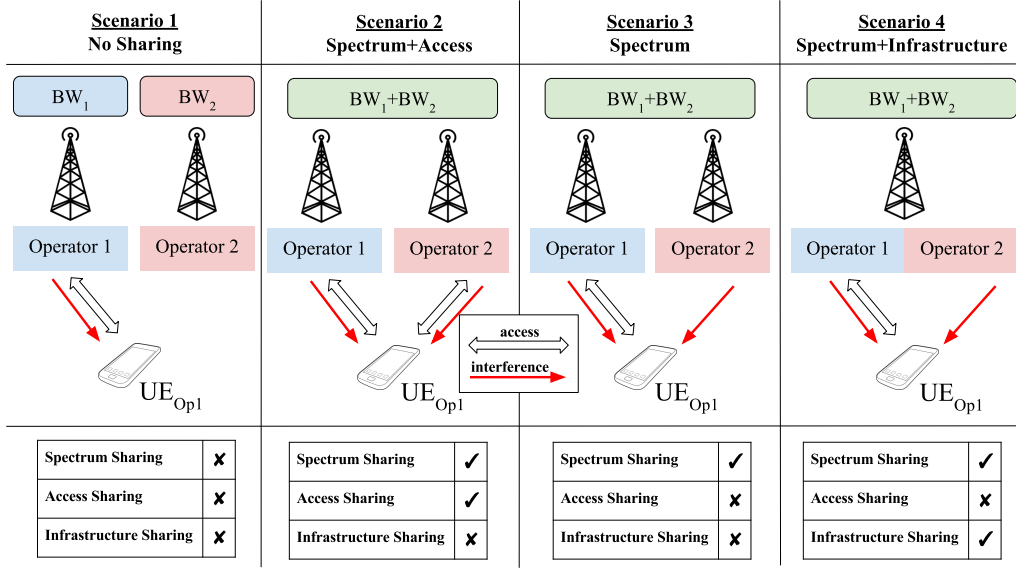 Scenario 1
No Sharing
Scenario 2
Spectrum+Access
Scenario 3
Spectrum
Scenario 4
Spectrum+Infrastructure
BW1
BW2
BW1+BW2
BW1+BW2
BW1+BW2
Operator 1
Operator 2
Operator 1
Operator 2
Operator 1
Operator 2
Operator 1
Operator 2
access
interference
UEOp1
UEOp1
UEOp1
UEOp1
Spectrum Sharing ✘
Access Sharing ✘
Infrastructure Sharing ✘
Spectrum Sharing ✓
Access Sharing ✓
Infrastructure Sharing ✘
Spectrum Sharing ✓
Access Sharing ✘
Infrastructure Sharing ✘
Spectrum Sharing ✓
Access Sharing ✘
Infrastructure Sharing ✓